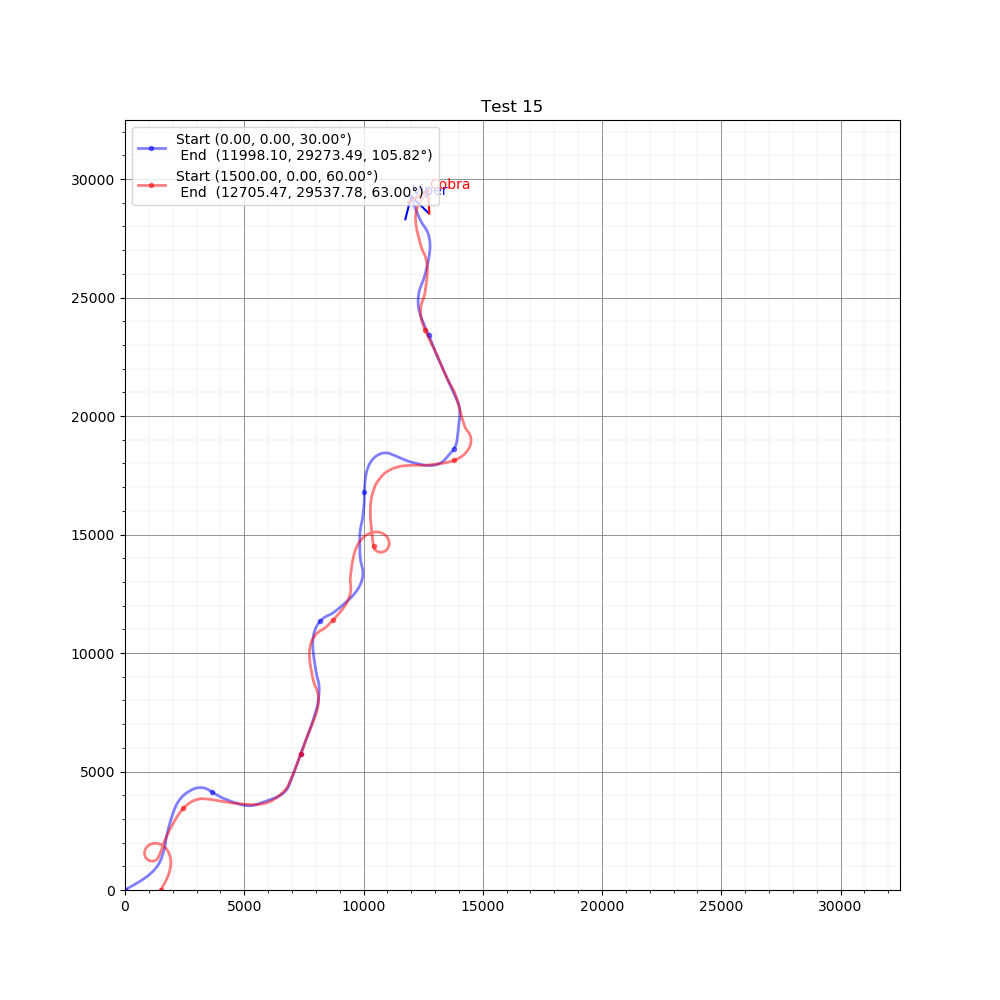 Test 15
Start (0.00, 0.00, 30.00°)
End (11998.10, 29273.49, 105.82°)
Start (1500.00, 0.00, 60.00°)
End (12705.47, 29537.78, 63.00°)
Cobra
30000
25000
20000
15000
10000
5000
0
0 5000 10000 15000 20000 25000 30000